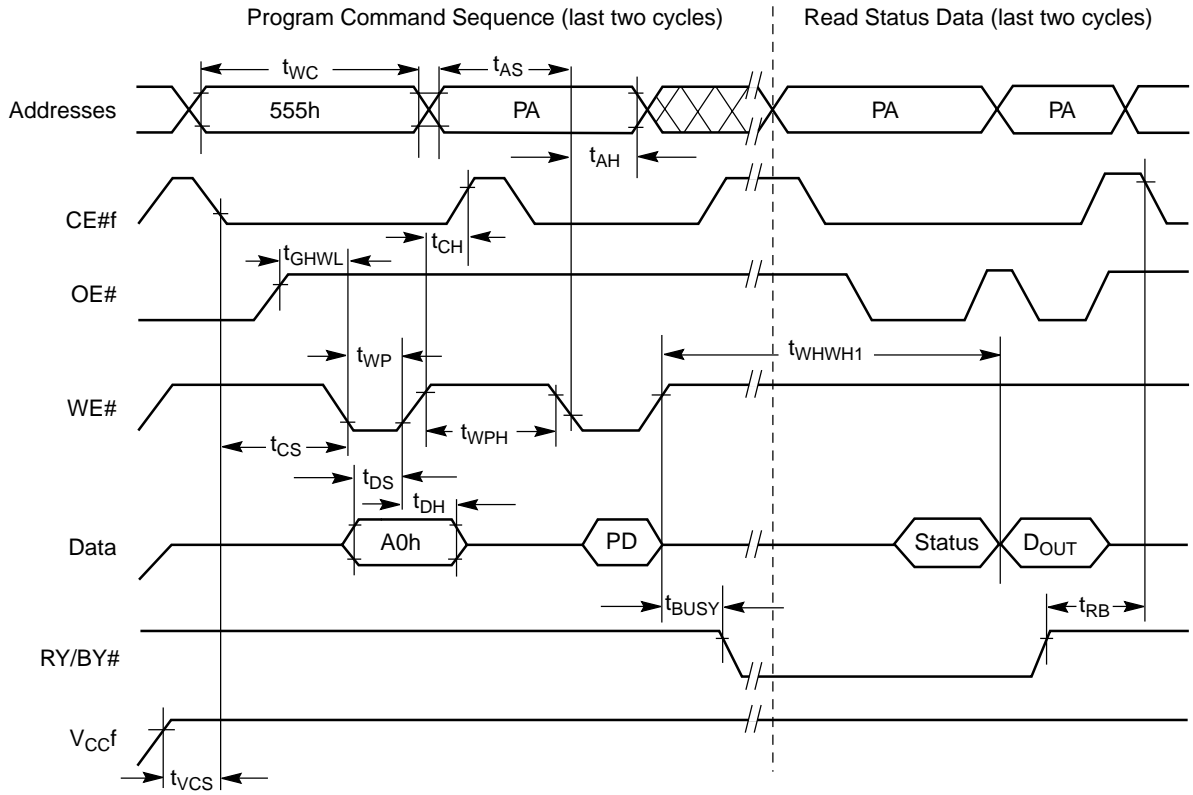 Program Command Sequence (last two cycles) Read Status Data (last two cycles)
tWC tAS
Addresses 555h PA PA PA
tAH
CE#f
tCH
tGHWL
OE#
tWP tWHWH1
WE#
tWPH
tCS
tDS
tDH
Data A0h PD Status DOUT
tBUSY tRB
RY/BY#
VCCf
tVCS